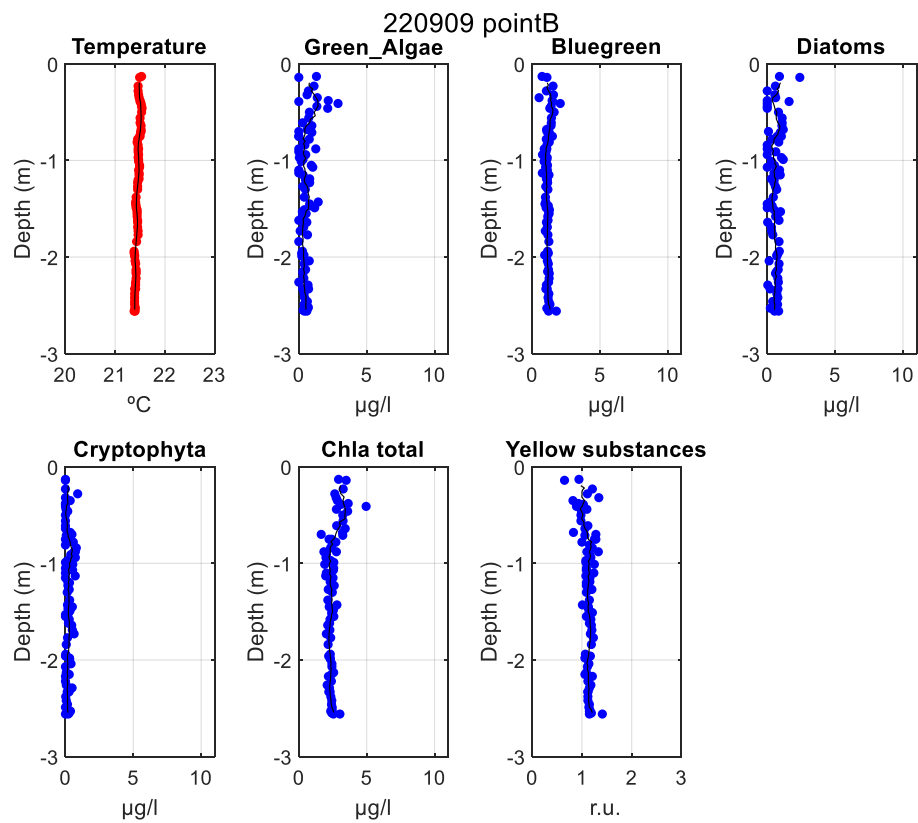 220909 pointB
Temperature
Green_Algae
Bluegreen
Diatoms
0
-1
-2
-3
Depth (m)
20 21 22 23
ºC
0
-1
-2
-3
Depth (m)
0 5 10
µg/l
0
-1
-2
-3
Depth (m)
0 5 10
µg/l
0
-1
-2
-3
Depth (m)
0 5 10
µg/l
Cryptophyta
Chla total
Yellow substances
0
-1
-2
-3
Depth (m)
0 5 10
µg/l
0
-1
-2
-3
Depth (m)
0 5 10
µg/l
0
-1
-2
-3
Depth (m)
0 1 2 3
r.u.